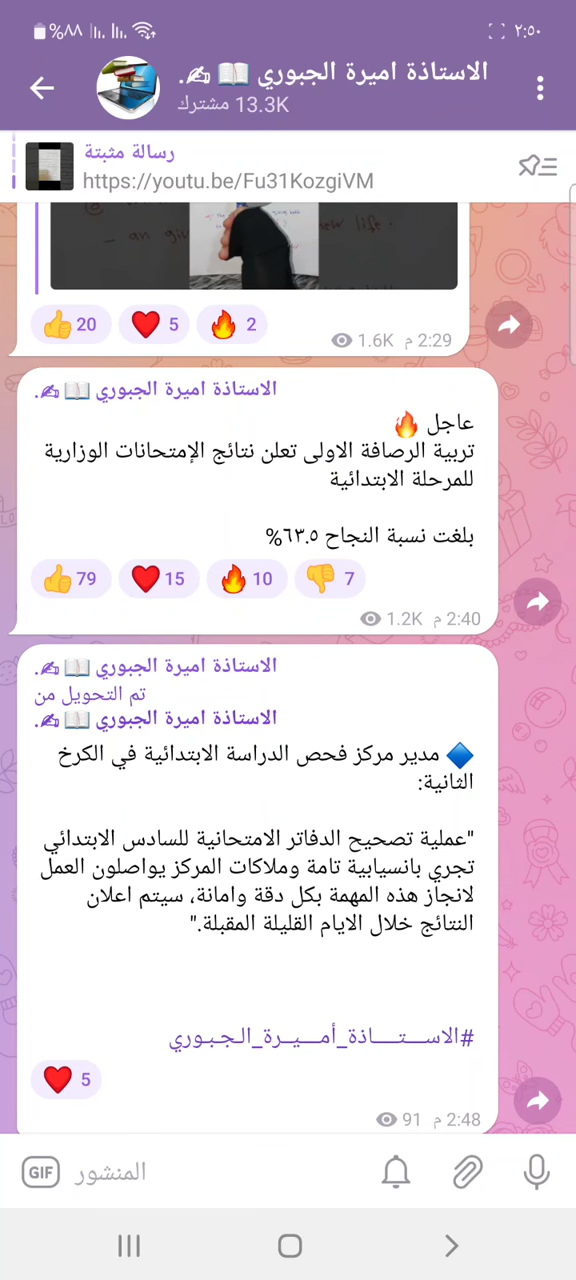 ٢:٥٠
%٨٨
الاستاذة اميرة الجبوري 📖✍️.
13.3K مشترك
رسالة مثبتة
https://youtu.be/Fu31KozgiVM
new life.
- an
20
5
2
1.6K
2:29 م
الاستاذة اميرة الجبوري 📖✍️.
عاجل 🔥
تربية الرصافة الاولى تعلن نتائج الإمتحانات الوزارية
للمرحلة الابتدائية
بلغت نسبة النجاح ٦٣.٥%
79
15
10
7
1.2K
2:40 م
الاستاذة اميرة الجبوري 📖✍️.
تم التحويل من
الاستاذة اميرة الجبوري 📖✍️.
🔷 مدير مركز فحص الدراسة الابتدائية في الكرخ
الثانية:
"عملية تصحيح الدفاتر الامتحانية للسادس الابتدائي
تجري بانسيابية تامة وملاكات المركز يواصلون العمل
لانجاز هذه المهمة بكل دقة وامانة، سيتم اعلان
النتائج خلال الايام القليلة المقبلة."
#الاســـتــــاذة_أمـــيــرة_الـجـبـوري
5
91
2:48 م
المنشور
GIF